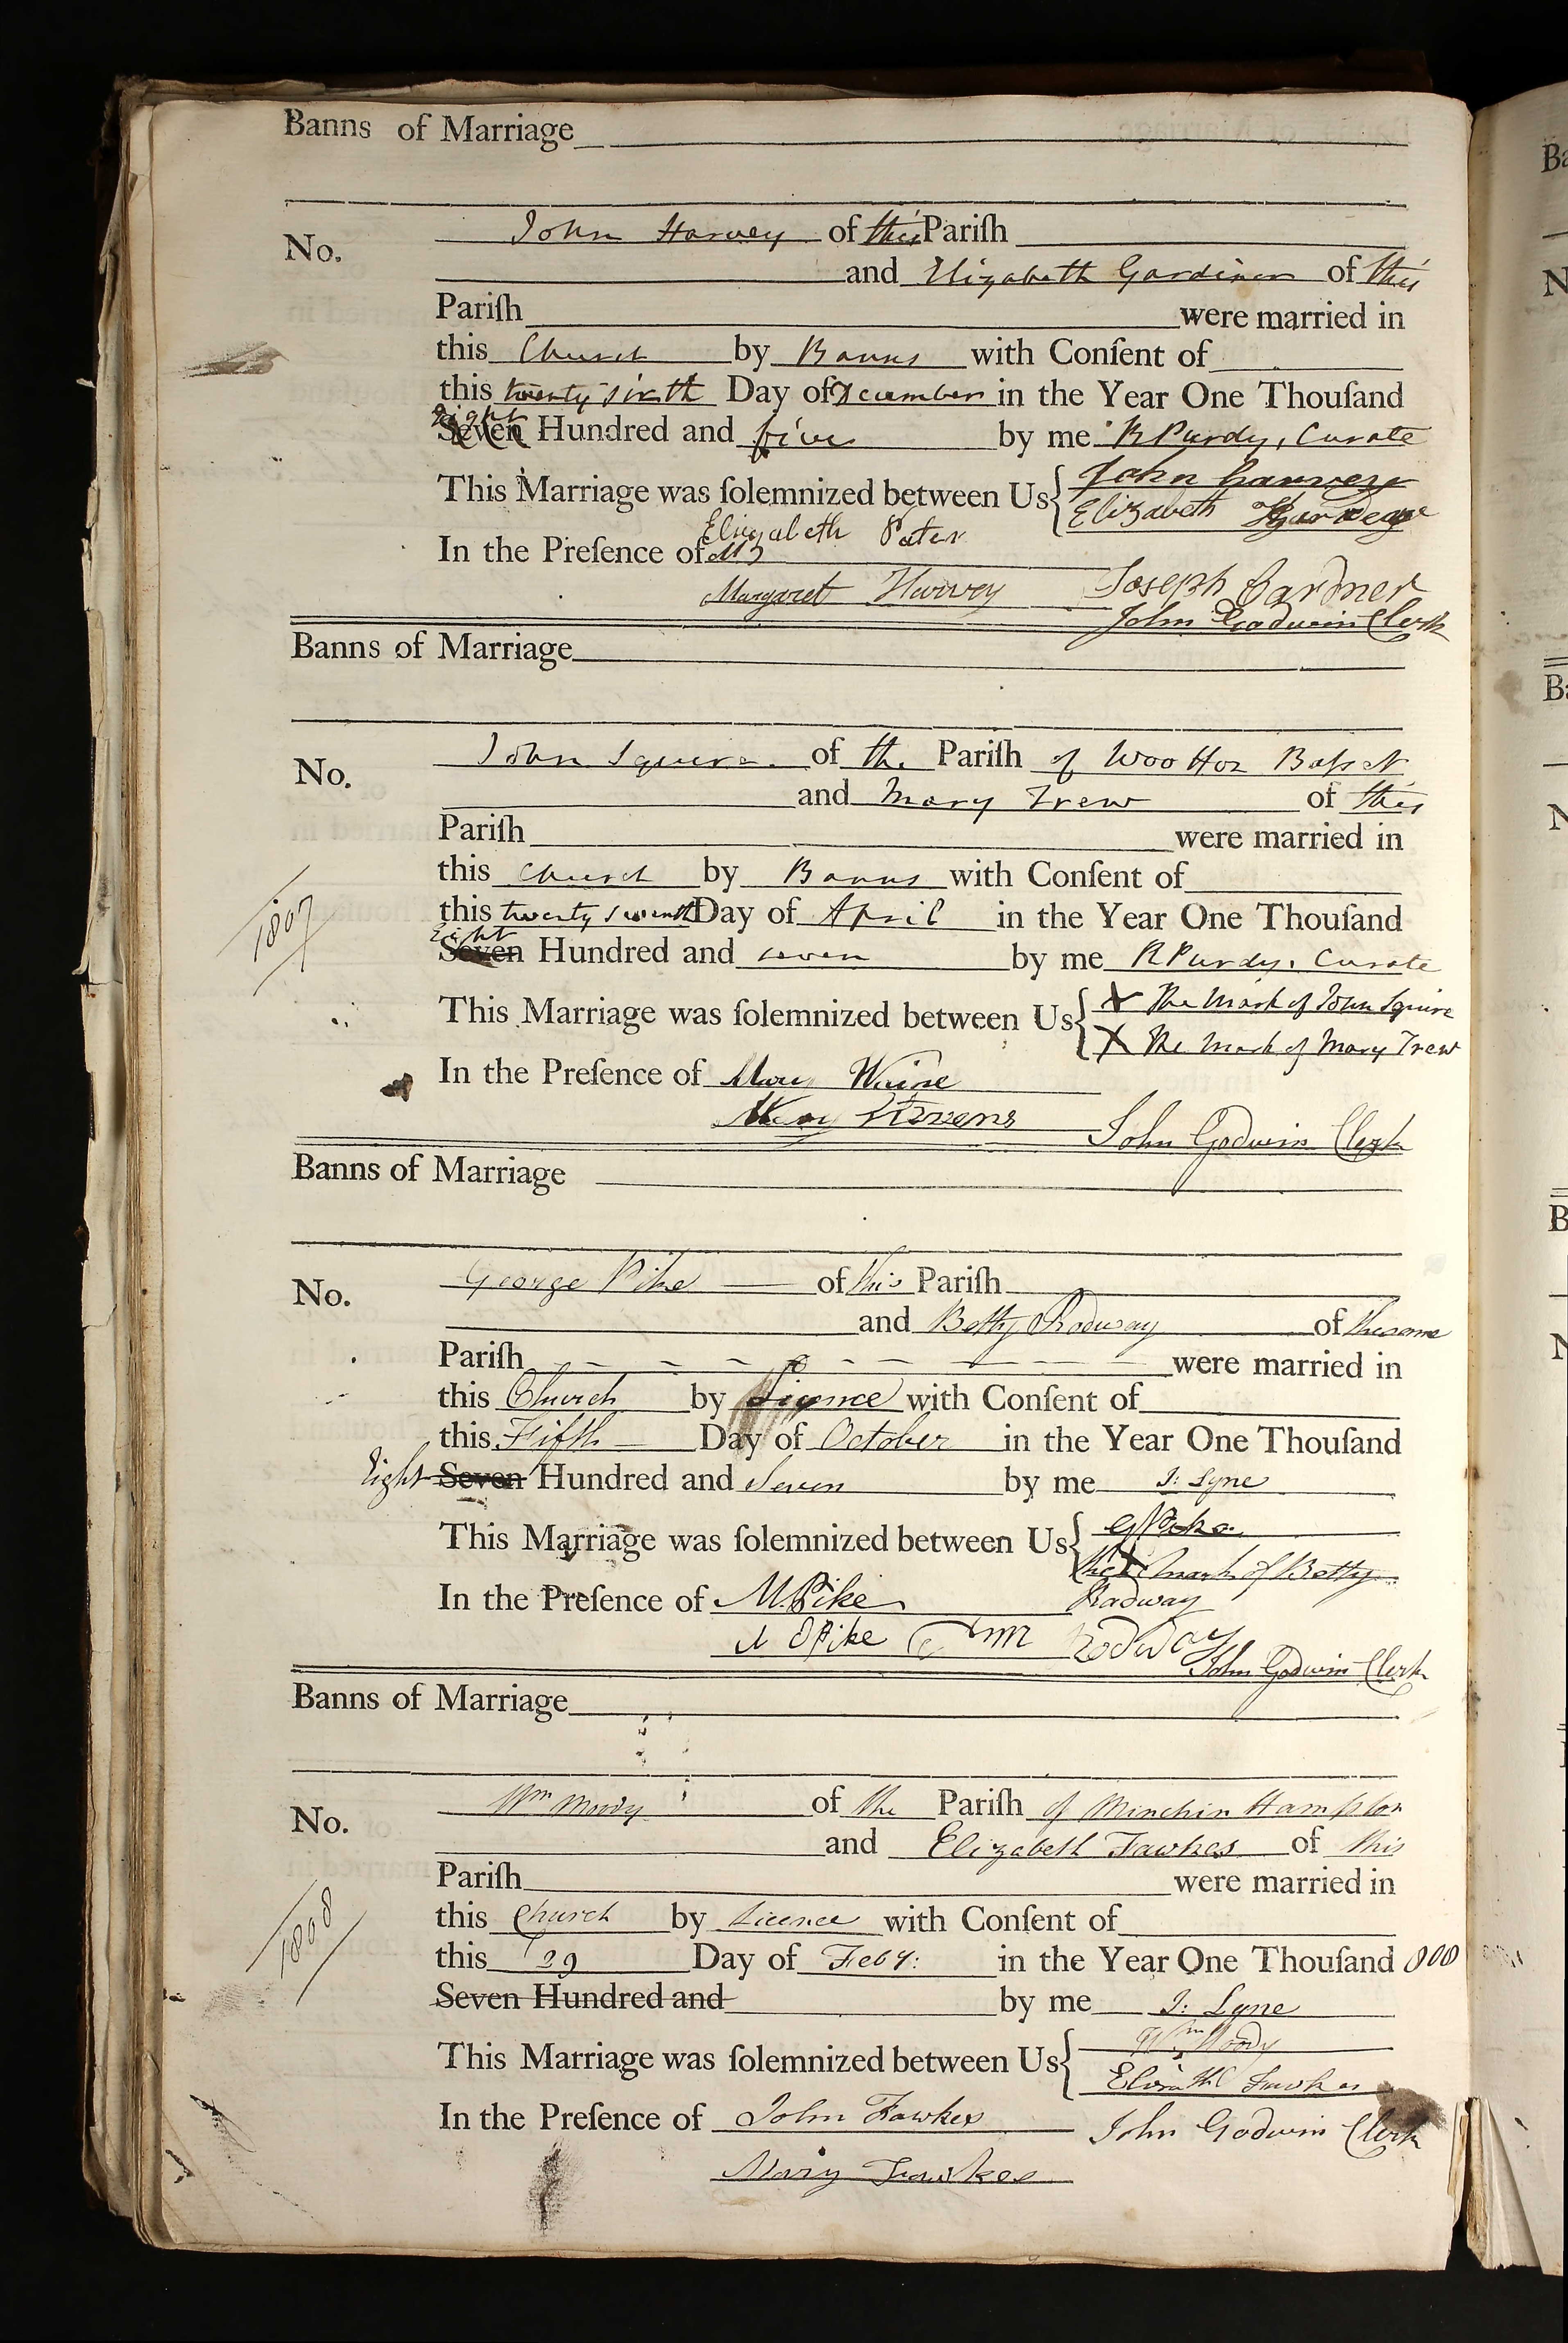 Banns of Marriage
No. John Harvey of this Pariſh
and Elizabeth Gardiner of this
Pariſh were married in
this Church by Banns with Conſent of
this twenty sixth Day of December in the Year One Thouſand
Eight
Seven Hundred and five by me R Purdy, Curate
This Marriage was ſolemnized between Us John harvey
Elizabeth
Elizabeth
In the Preſence of
Margaret Harvey Joseph Gardner
John Godwin Clerk
Banns of Marriage
No. John Squire of the Pariſh of Wootton Baſset
and Mary Trew of this
Pariſh were married in
this Church by Banns with Conſent of
this twenty seventh Day of April in the Year One Thouſand
1807
Eight
Seven Hundred and seven by me R Purdy, Curate
This Marriage was ſolemnized between Us X The mark of John Squire
X The mark of Mary Trew
In the Preſence of
Stevens John Godwin Clerk
Banns of Marriage
No. George Pike of this Pariſh
and Betty Radway of the same
Pariſh were married in
this Church by Licence with Conſent of
this Fifth Day of October in the Year One Thouſand
Eight Seven Hundred and Seven by me J: Lyne
This Marriage was ſolemnized between Us G Pike
the X mark of Betty
Radway
In the Preſence of M. Pike
Pike Rodway
John Godwin Clerk
Banns of Marriage
No. Wm Moody of the Pariſh of Minchin Hampton
and Elizabeth Fawkes of this
Pariſh were married in
this Church by Licence with Conſent of
1808
this 29 Day of Feby: in the Year One Thouſand 808
Seven Hundred and by me J: Lyne
This Marriage was ſolemnized between Us Wm Moody
Fawkes
In the Preſence of John Fawkes John Godwin Clerk
Mary Fawkes